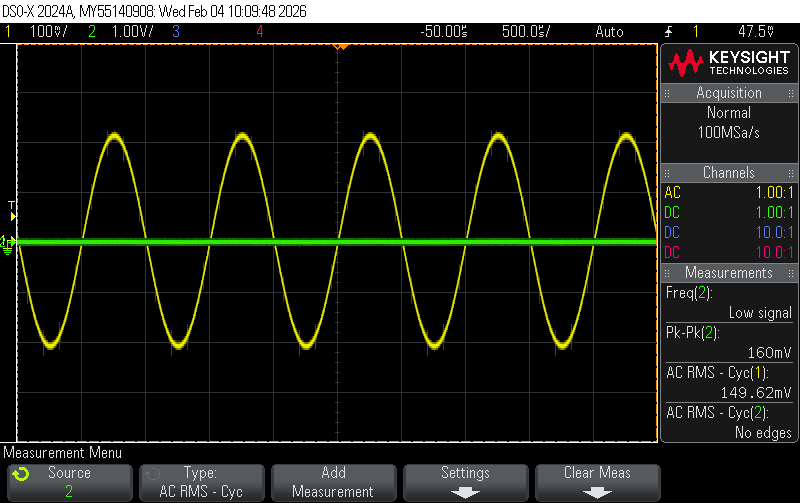 DSO-X 2024A, MY55140908: Wed Feb 04 10:09:48 2026
1 100mV/ 2 1.00V/ 3 4 -50.00us 500.0us/ Auto 1 47.5mV
KEYSIGHT
TECHNOLOGIES
Acquisition
Normal
100MSa/s
Channels
AC 1.00:1
DC 1.00:1
DC 10.0:1
DC 10.0:1
Measurements
Freq(2):
Low signal
Pk-Pk(2):
160mV
AC RMS - Cyc(1):
149.62mV
AC RMS - Cyc(2):
No edges
T
Measurement Menu
Source
2
Type:
AC RMS - Cyc
Add
Measurement
Settings
Clear Meas